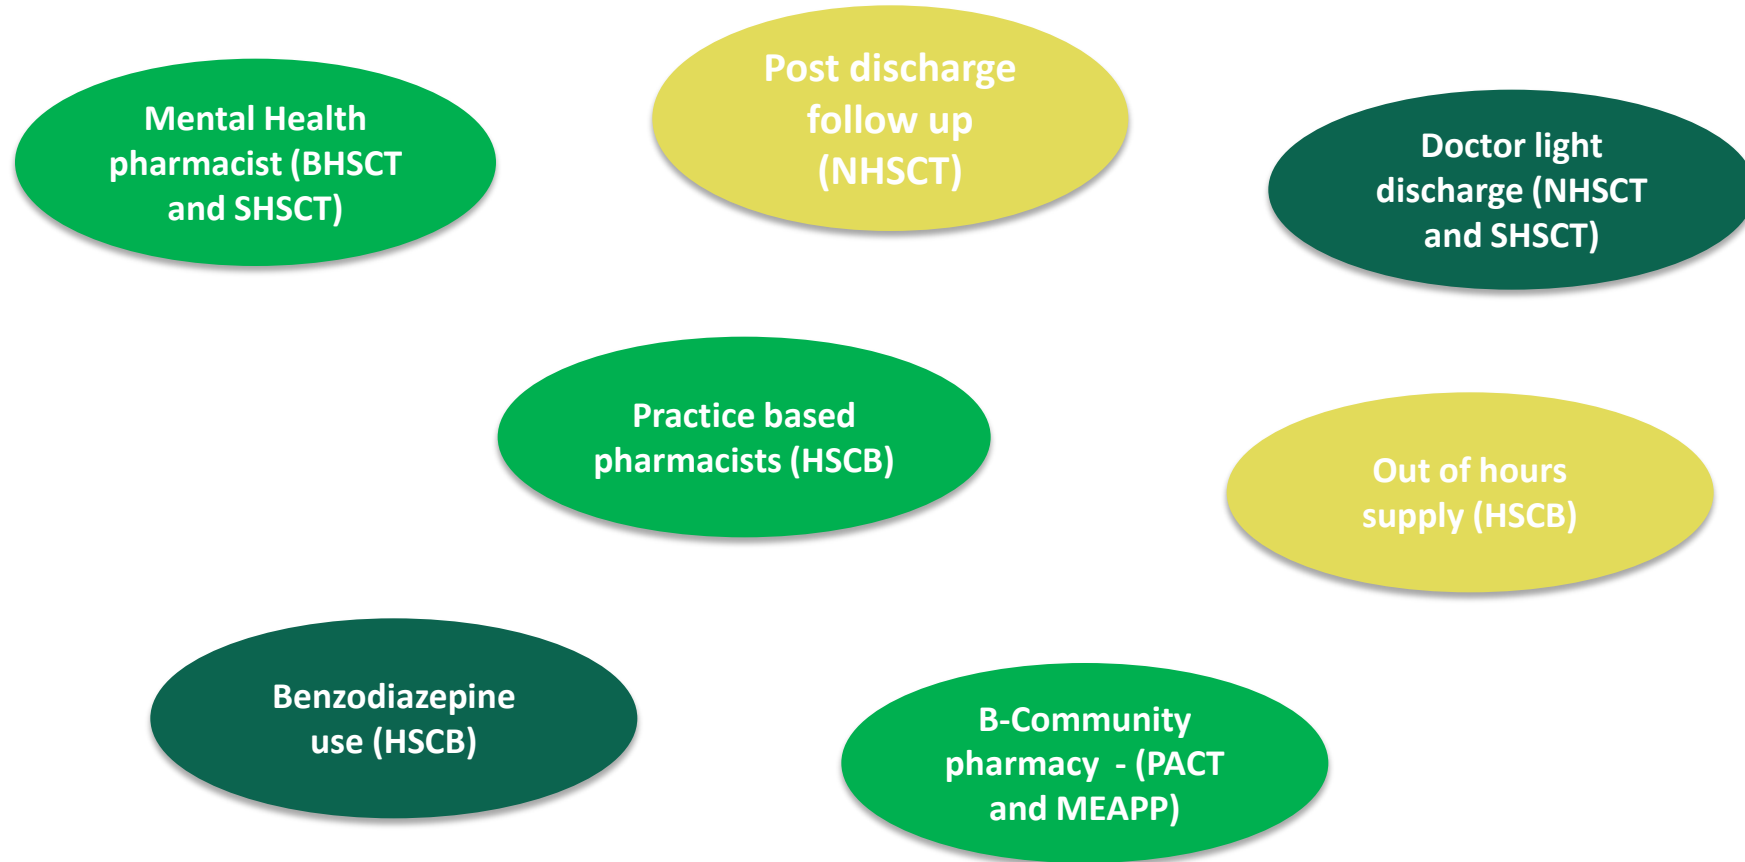 Mental Health
pharmacist (BHSCT
and SHSCT)
Post discharge
follow up
(NHSCT)
Doctor light
discharge (NHSCT
and SHSCT)
Practice based
pharmacists (HSCB)
Out of hours
supply (HSCB)
Benzodiazepine
use (HSCB)
B-Community
pharmacy - (PACT
and MEAPP)